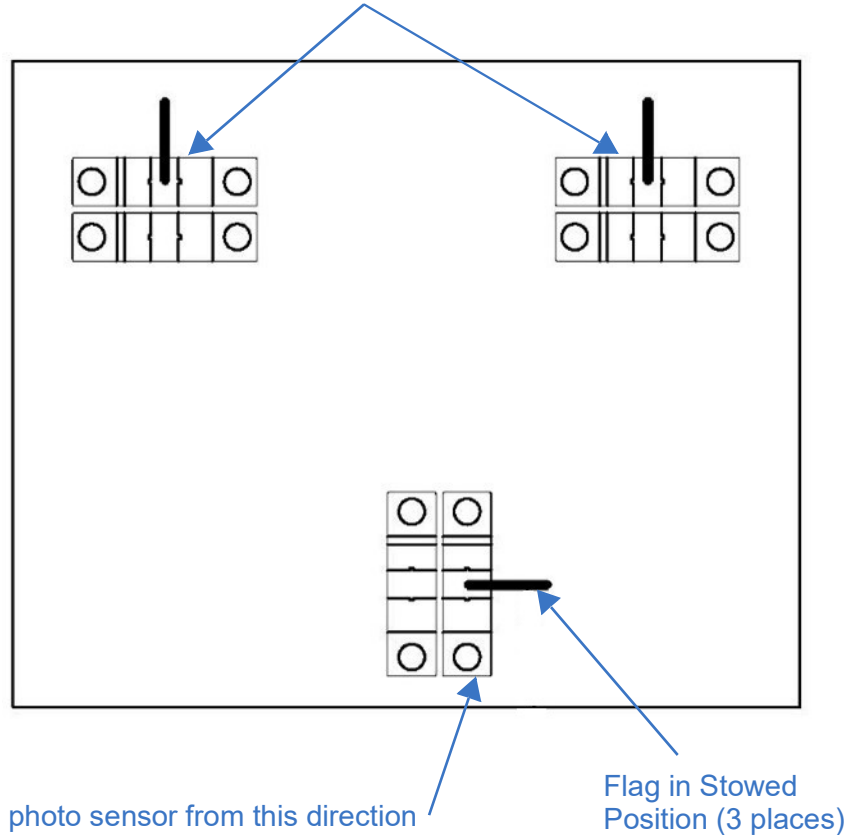 Flag in Stowed
photo sensor from this direction
Position (3 places)